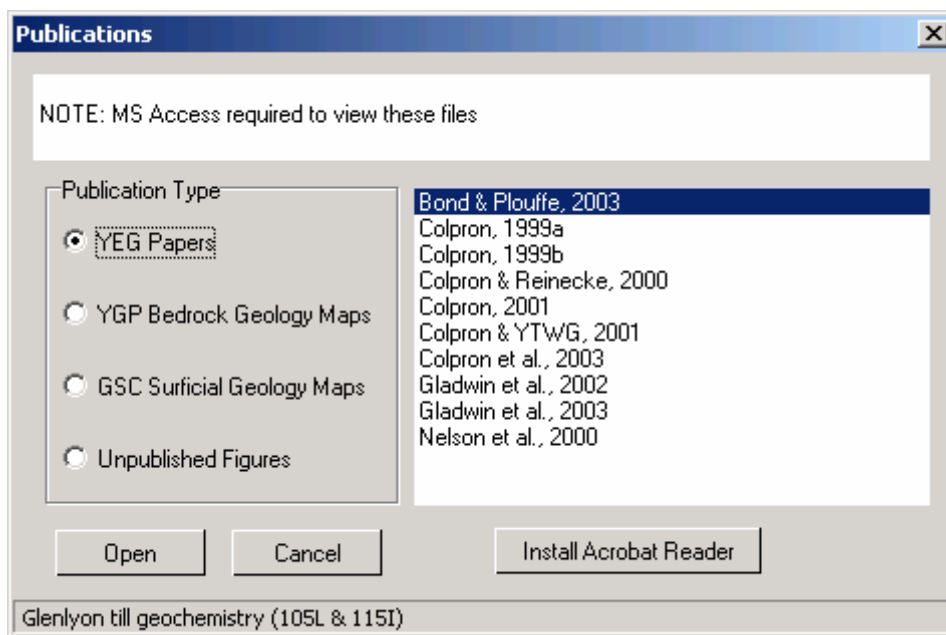 Publications
NOTE: MS Access required to view these files
Publication Type
YEG Papers
YGP Bedrock Geology Maps
GSC Surficial Geology Maps
Unpublished Figures
Bond & Plouffe, 2003
Colpron, 1999a
Colpron, 1999b
Colpron & Reinecke, 2000
Colpron, 2001
Colpron & YTWG, 2001
Colpron et al., 2003
Gladwin et al., 2002
Gladwin et al., 2003
Nelson et al., 2000
Open
Cancel
Install Acrobat Reader
Glenlyon till geochemistry (105L & 115I)